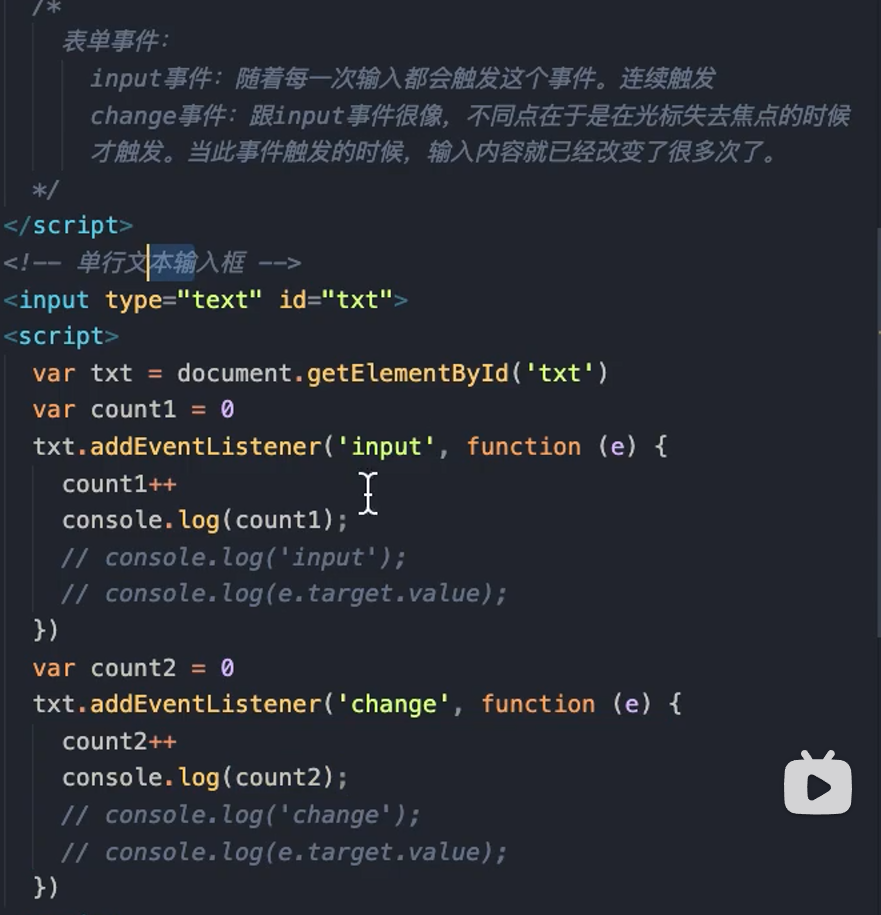 /*
表单事件：
input事件：随着每一次输入都会触发这个事件。连续触发
change事件：跟input事件很像，不同点在于是在光标失去焦点的时候
才触发。当此事件触发的时候，输入内容就已经改变了很多次了。
*/
</script>
<!-- 单行文本输入框 -->
<input type="text" id="txt">
<script>
var txt = document.getElementById('txt')
var count1 = 0
txt.addEventListener('input', function (e) {
count1++
console.log(count1);
// console.log('input');
// console.log(e.target.value);
})
var count2 = 0
txt.addEventListener('change', function (e) {
count2++
console.log(count2);
// console.log('change');
// console.log(e.target.value);
})